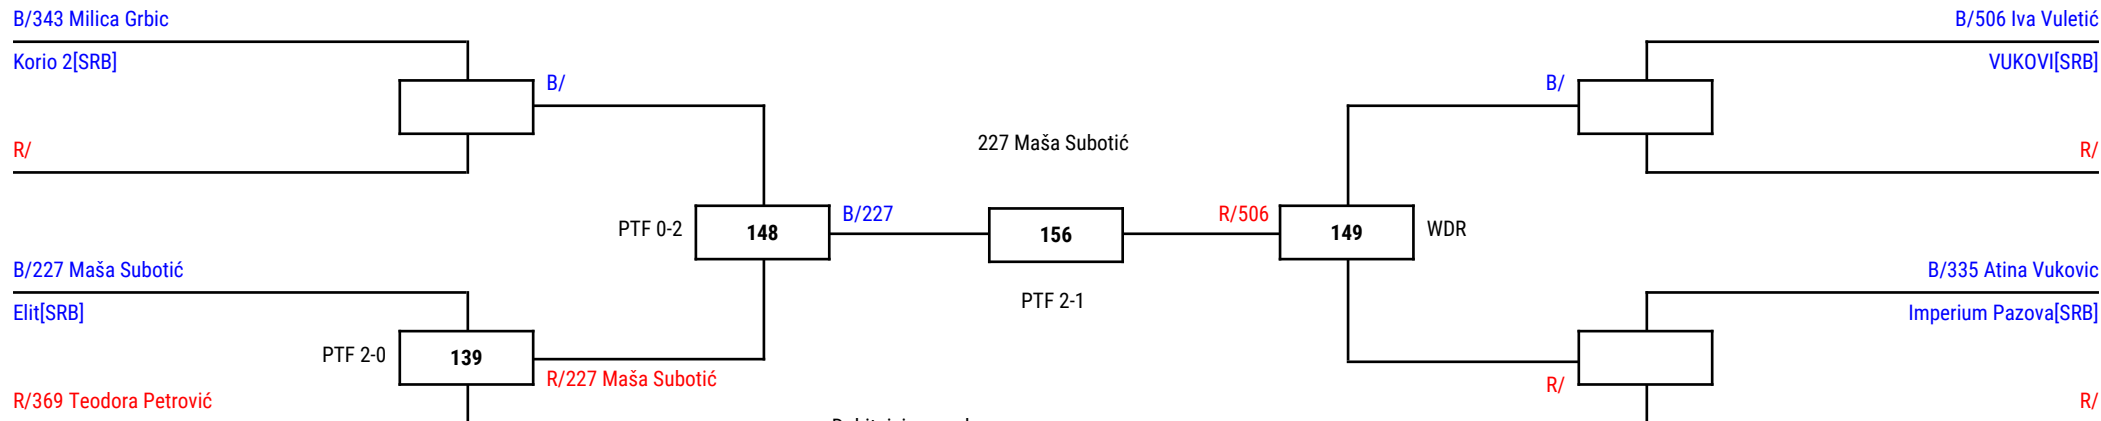 B/343 Milica Grbic
B/506 Iva Vuletić
Korio 2[SRB]
VUKOVI[SRB]
B/
B/
R/
227 Maša Subotić
R/
PTF 0-2
148
B/227
156
R/506
149
WDR
B/227 Maša Subotić
B/335 Atina Vukovic
Elit[SRB]
PTF 2-1
Imperium Pazova[SRB]
PTF 2-0
139
R/227 Maša Subotić
R/
R/369 Teodora Petrović
R/